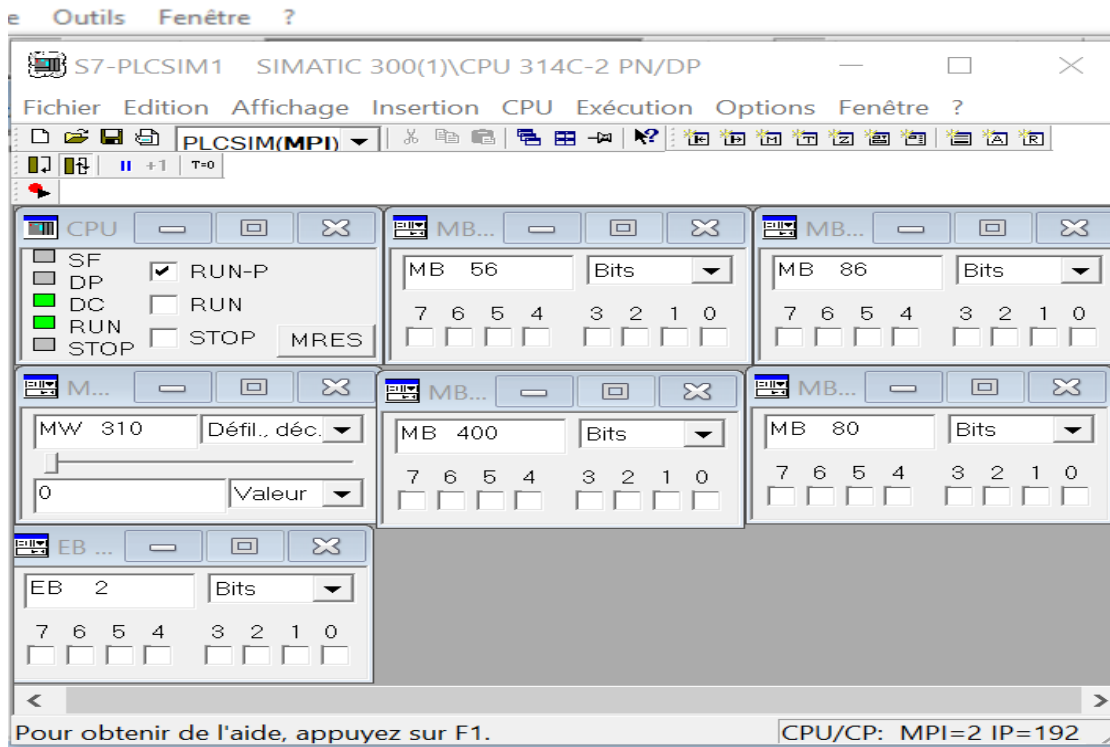 e Outils Fenêtre ?
S7-PLCSIM1 SIMATIC 300(1)\CPU 314C-2 PN/DP
Fichier Edition Affichage Insertion CPU Exécution Options Fenêtre ?
PLCSIM(MPI)
+1 T=0
CPU MB... MB...
SF
DP
DC
RUN
STOP
RUN-P
RUN
STOP MRES
MB 56 Bits
7 6 5 4 3 2 1 0
MB 86 Bits
7 6 5 4 3 2 1 0
M... MB... MB...
MW 310 Défil., déc.
0 Valeur
MB 400 Bits
7 6 5 4 3 2 1 0
MB 80 Bits
7 6 5 4 3 2 1 0
EB ...
EB 2 Bits
7 6 5 4 3 2 1 0
Pour obtenir de l'aide, appuyez sur F1. CPU/CP: MPI=2 IP=192